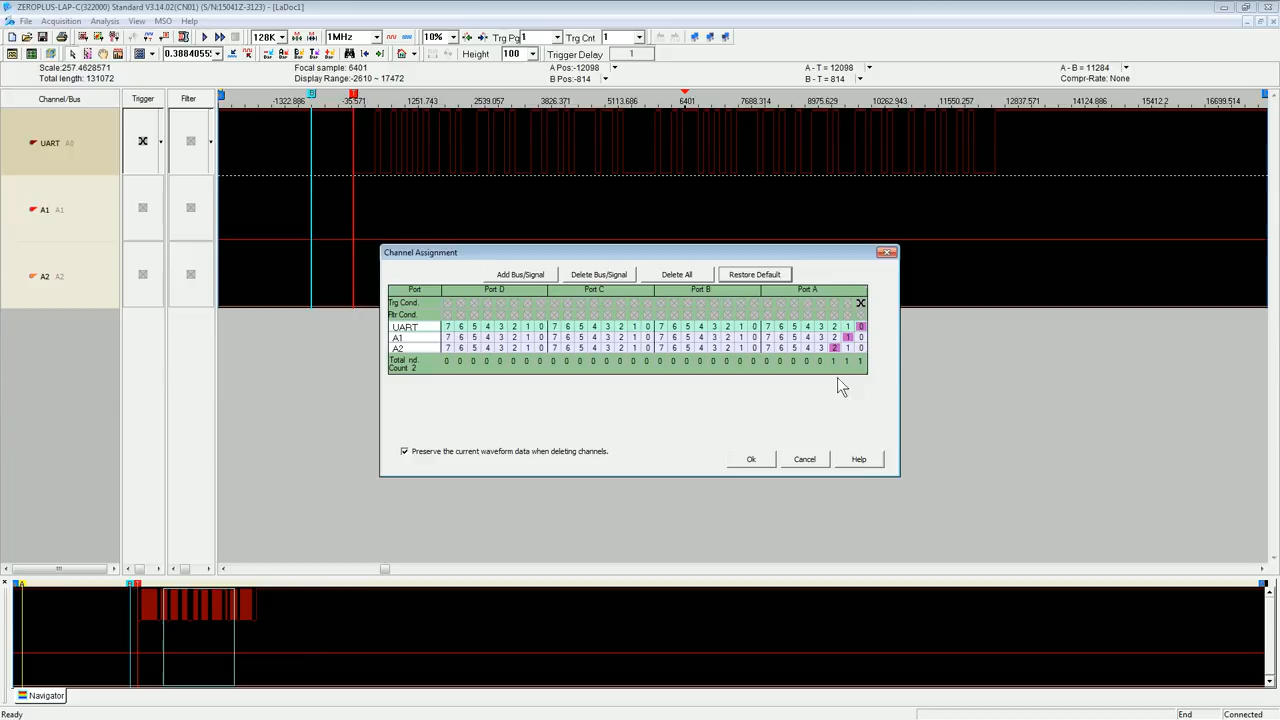 ZEROPLUS-LAP-C(322000) Standard V3.14.02(CN01) (S/N:15041Z-3123) - [LaDoc1]
File Acquisition Analysis View MSO Help
128K 1MHz 10% Trg Pg 1 Trg Cnt 1
0.3884055 Height 100 Trigger Delay 1
Scale:257.4628571 Focal sample: 6401 A Pos:-12098 A - T = 12098 A - B = 11284
Total length: 131072 Display Range:-2610 ~ 17472 B Pos:-814 B - T = 814 Compr-Rate: None
Channel/Bus Trigger Filter B T
-1322.886 -35.571 1251.743 2539.057 3826.371 5113.686 6401 7688.314 8975.629 10262.943 11550.257 12837.571 14124.886 15412.2 16699.514
UART A0
A1 A1
A2 A2
Channel Assignment
Add Bus/Signal Delete Bus/Signal Delete All Restore Default
Port Port D Port C Port B Port A
Trg Cond.
Fltr Cond.
UART 7 6 5 4 3 2 1 0 7 6 5 4 3 2 1 0 7 6 5 4 3 2 1 0 7 6 5 4 3 2 1 0
A1 7 6 5 4 3 2 1 0 7 6 5 4 3 2 1 0 7 6 5 4 3 2 1 0 7 6 5 4 3 2 1 0
A2 7 6 5 4 3 2 1 0 7 6 5 4 3 2 1 0 7 6 5 4 3 2 1 0 7 6 5 4 3 2 1 0
Total nd. 0 0 0 0 0 0 0 0 0 0 0 0 0 0 0 0 0 0 0 0 0 0 0 0 0 0 0 0 0 1 1 1
Count 2
Preserve the current waveform data when deleting channels.
Ok Cancel Help
A B T
Navigator
Ready End Connected